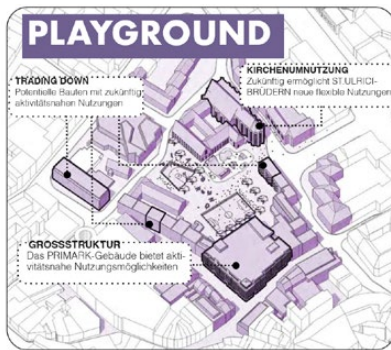 PLAYGROUND
TRADING DOWN
Potentielle Bauten mit zukünftig
aktivitätsnahen Nutzungen
KIRCHENUMNUTZUNG
Zukünftig ermöglicht ST.ULRICI-
BRÜDERN neue flexible Nutzungen
GROSSSTRUKTUR
Das PRIMARK-Gebäude bietet akti-
vitätsnahe Nutzungsmöglichkeiten